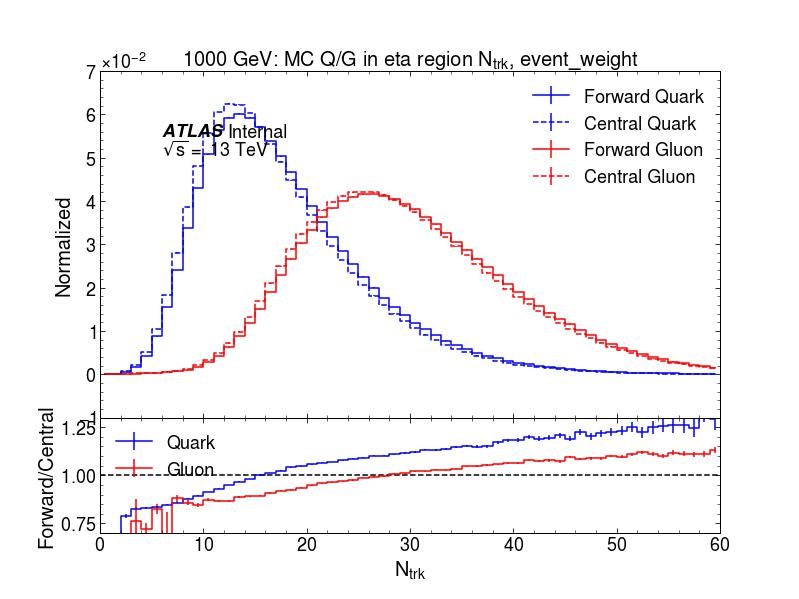 ×10⁻²
1000 GeV: MC Q/G in eta region N_trk, event_weight
7
6
5
4
3
2
1
0
−1
Normalized
ATLAS Internal
√s = 13 TeV
Forward Quark
Central Quark
Forward Gluon
Central Gluon
Forward/Central
1.25
1.00
0.75
Quark
Gluon
0 10 20 30 40 50 60
N_trk